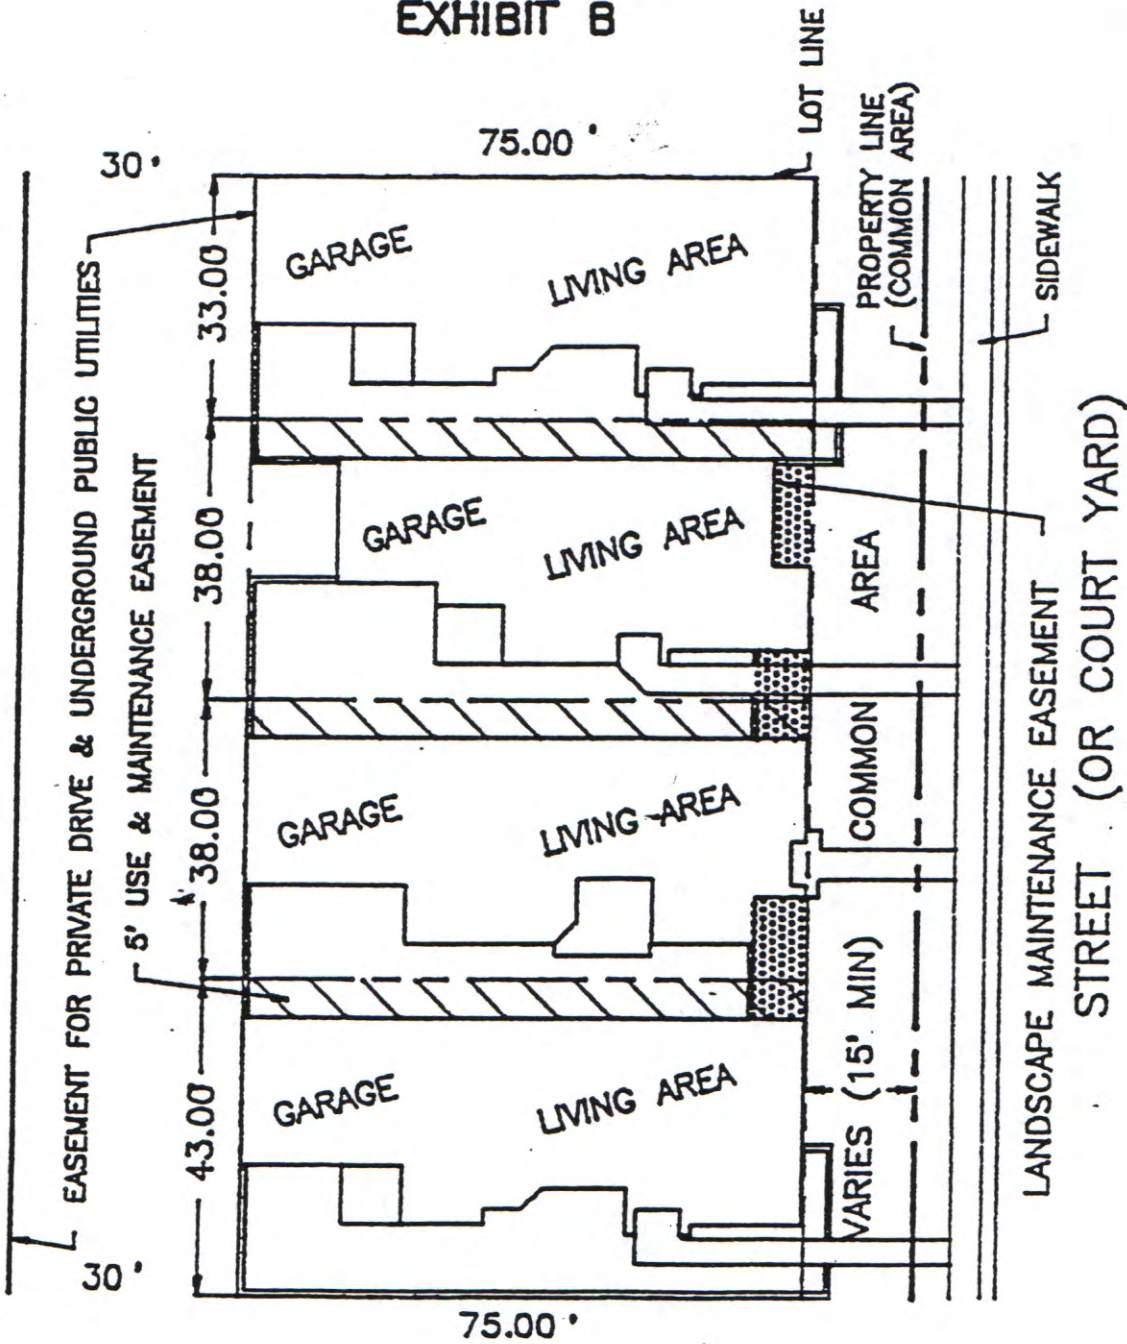 EXHIBIT B
EASEMENT FOR PRIVATE DRIVE & UNDERGROUND PUBLIC UTILITIES
30'
30'
5' USE & MAINTENANCE EASEMENT
43.00
38.00
38.00
33.00
75.00'
75.00'
GARAGE
GARAGE
GARAGE
GARAGE
LIVING AREA
LIVING AREA
LIVING AREA
LIVING AREA
LOT LINE
VARIES (15' MIN)
COMMON AREA
PROPERTY LINE
(COMMON AREA)
SIDEWALK
LANDSCAPE MAINTENANCE EASEMENT
STREET (OR COURT YARD)